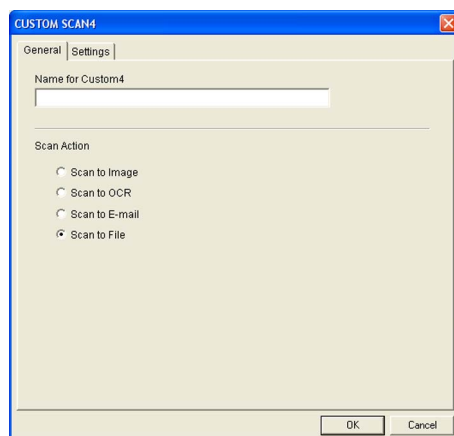 CUSTOM SCAN4
General Settings
Name for Custom4
Scan Action
Scan to Image
Scan to OCR
Scan to E-mail
Scan to File
OK Cancel